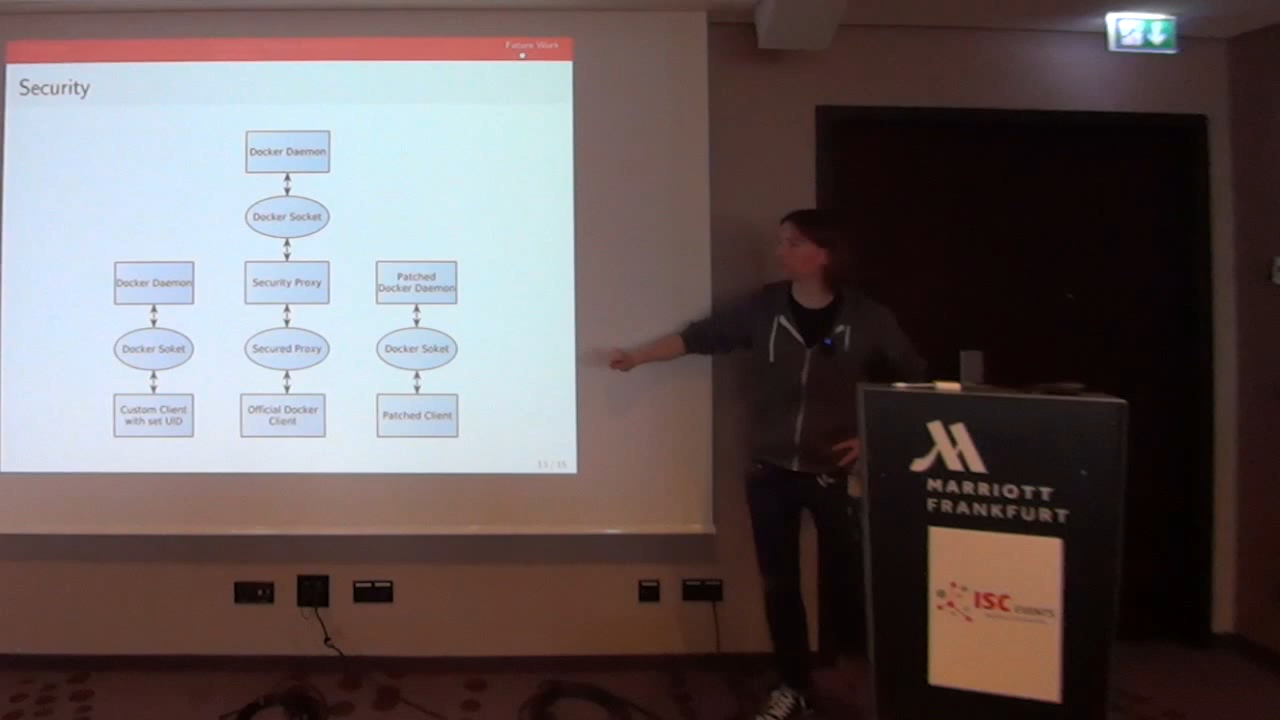 Future Work
Security
Docker Daemon
Docker Socket
Docker Daemon
Security Proxy
Patched
Docker Daemon
Docker Soket
Secured Proxy
Docker Soket
Custom Client
with set UID
Official Docker
Client
Patched Client
13 / 15
MARRIOTT
FRANKFURT
ISC EVENTS